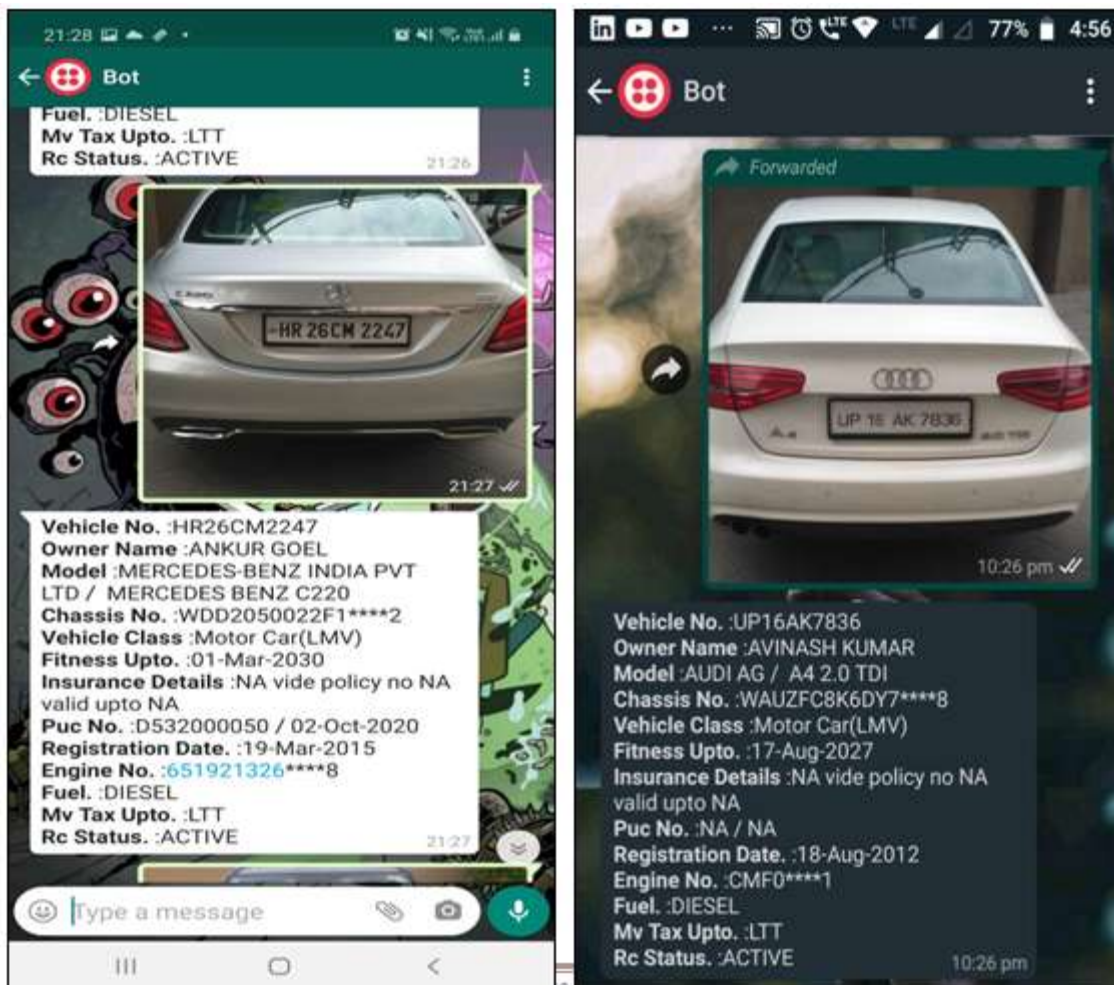 21:28
Bot
Fuel. :DIESEL
Mv Tax Upto. :LTT
Rc Status. :ACTIVE
21:26
HR 26CM 2247
21:27
Vehicle No. :HR26CM2247
Owner Name :ANKUR GOEL
Model :MERCEDES-BENZ INDIA PVT
LTD / MERCEDES BENZ C220
Chassis No. :WDD2050022F1****2
Vehicle Class :Motor Car(LMV)
Fitness Upto. :01-Mar-2030
Insurance Details :NA vide policy no NA
valid upto NA
Puc No. :D532000050 / 02-Oct-2020
Registration Date. :19-Mar-2015
Engine No. :651921326****8
Fuel. :DIESEL
Mv Tax Upto. :LTT
Rc Status. :ACTIVE
21:27
Type a message
in LTE LTE 77% 4:56
Bot
Forwarded
UP 16 AK 7836
10:26 pm
Vehicle No. :UP16AK7836
Owner Name :AVINASH KUMAR
Model :AUDI AG / A4 2.0 TDI
Chassis No. :WAUZFC8K6DY7****8
Vehicle Class :Motor Car(LMV)
Fitness Upto. :17-Aug-2027
Insurance Details :NA vide policy no NA
valid upto NA
Puc No. :NA / NA
Registration Date. :18-Aug-2012
Engine No. :CMF0****1
Fuel. :DIESEL
Mv Tax Upto. :LTT
Rc Status. :ACTIVE
10:26 pm